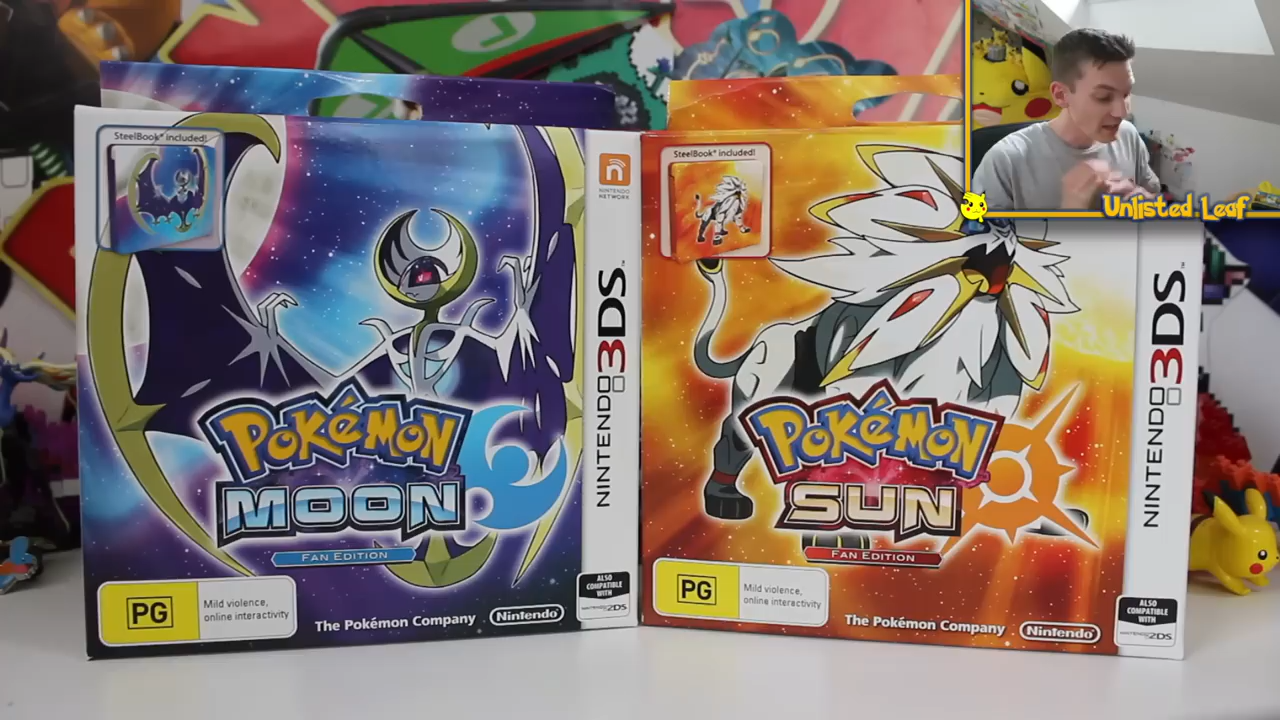 SteelBook® included!
NINTENDO
NETWORK
NINTENDO 3DS™
POKéMON
MOON
FAN EDITION
PG
Mild violence,
online interactivity
The Pokémon Company
Nintendo®
ALSO
COMPATIBLE
WITH
NINTENDO 2DS
SteelBook® included!
NINTENDO 3DS™
POKéMON
SUN
FAN EDITION
PG
Mild violence,
online interactivity
The Pokémon Company
Nintendo®
ALSO
COMPATIBLE
WITH
NINTENDO 2DS
Unlisted Leaf